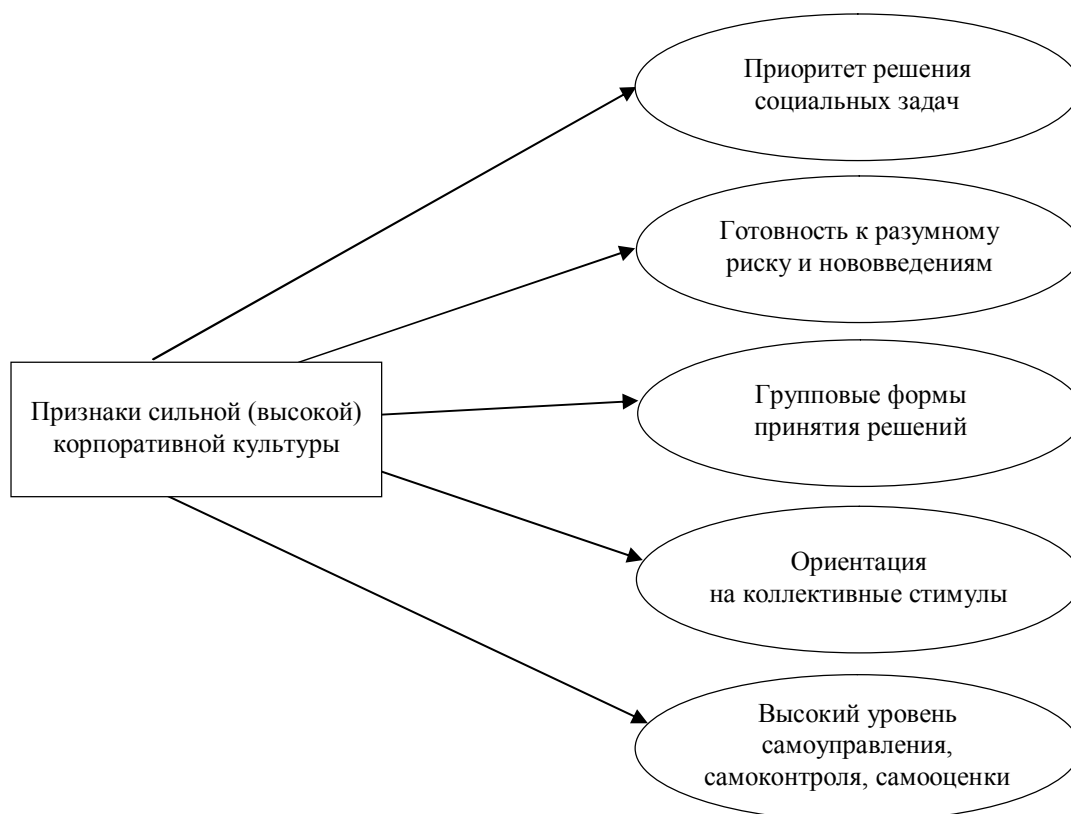 Приоритет решения
социальных задач
Готовность к разумному
риску и нововведениям
Признаки сильной (высокой)
корпоративной культуры
Групповые формы
принятия решений
Ориентация
на коллективные стимулы
Высокий уровень
самоуправления,
самоконтроля, самооценки